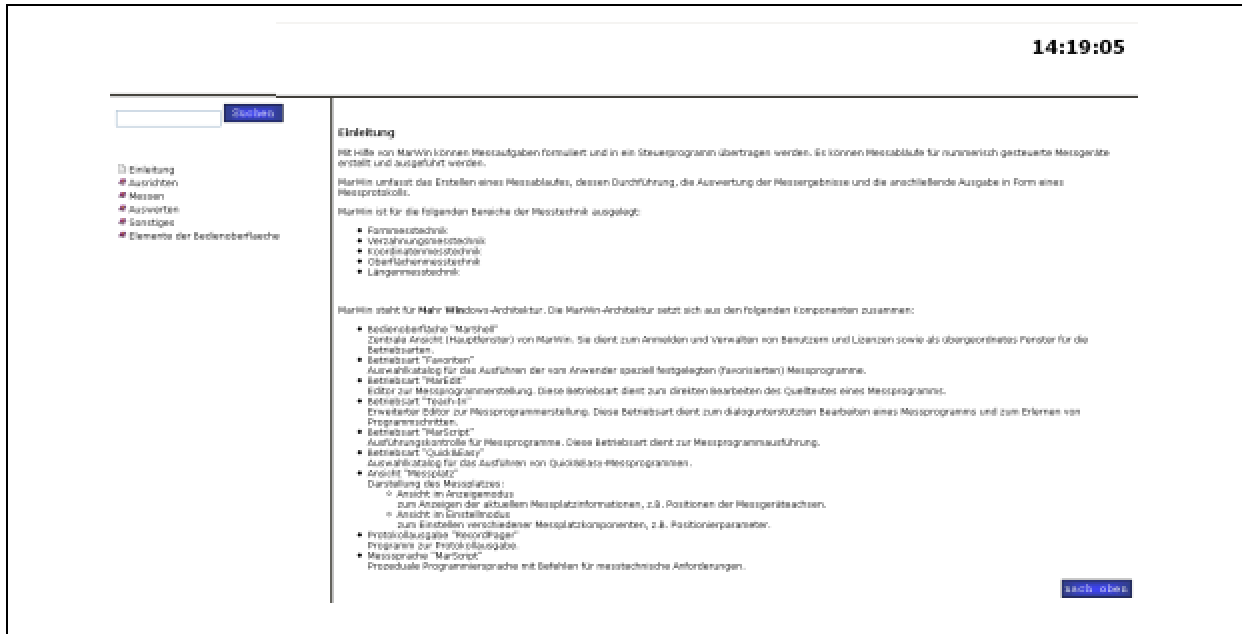 14:19:05
Suchen
Einleitung
Ausrichten
Messen
Auswerten
Sonstiges
Elemente der Bedienoberflaeche
Einleitung
Mit Hilfe von MarWin können Messaufgaben formuliert und in ein Steuerprogramm übertragen werden. Es können Messabläufe für nummerisch gesteuerte Messgeräte
erstellt und ausgeführt werden.
MarWin umfasst das Erstellen eines Messablaufes, dessen Durchführung, die Auswertung der Messergebnisse und die anschließende Ausgabe in Form eines
Messprotokolls.
MarWin ist für die folgenden Bereiche der Messtechnik ausgelegt:
Formmesstechnik
Verzahnungsmesstechnik
Koordinatenmesstechnik
Oberflächenmesstechnik
Längenmesstechnik
MarWin steht für Mahr Windows-Architektur. Die MarWin-Architektur setzt sich aus den folgenden Komponenten zusammen:
Bedienoberfläche "MarShell"
Zentrale Ansicht (Hauptfenster) von MarWin. Sie dient zum Anmelden und Verwalten von Benutzern und Lizenzen sowie als übergeordnetes Fenster für die
Betriebsarten.
Betriebsart "Favoriten"
Auswahlkatalog für das Ausführen der vom Anwender speziell festgelegten (favorisierten) Messprogramme.
Betriebsart "MarEdit"
Editor zur Messprogrammerstellung. Diese Betriebsart dient zum direkten Bearbeiten des Quelltextes eines Messprogramms.
Betriebsart "Teach-In"
Erweiterter Editor zur Messprogrammerstellung. Diese Betriebsart dient zum dialogunterstützten Bearbeiten eines Messprogramms und zum Erlernen von
Programmschritten.
Betriebsart "MarScript"
Ausführungskontrolle für Messprogramme. Diese Betriebsart dient zur Messprogrammausführung.
Betriebsart "Quick&Easy"
Auswahlkatalog für das Ausführen von Quick&Easy-Messprogrammen.
Ansicht "Messplatz"
Darstellung des Messplatzes:
Ansicht im Anzeigemodus
zum Anzeigen der aktuellem Messplatzinformationen, z.B. Positionen der Messgeräteachsen.
Ansicht im Einstellmodus
zum Einstellen verschiedener Messplatzkomponenten, z.B. Positionierparameter.
Protokollausgabe "RecordPager"
Programm zur Protokollausgabe.
Messsprache "MarScript"
Prozeduale Programmiersprache mit Befehlen für messtechnische Anforderungen.
nach oben